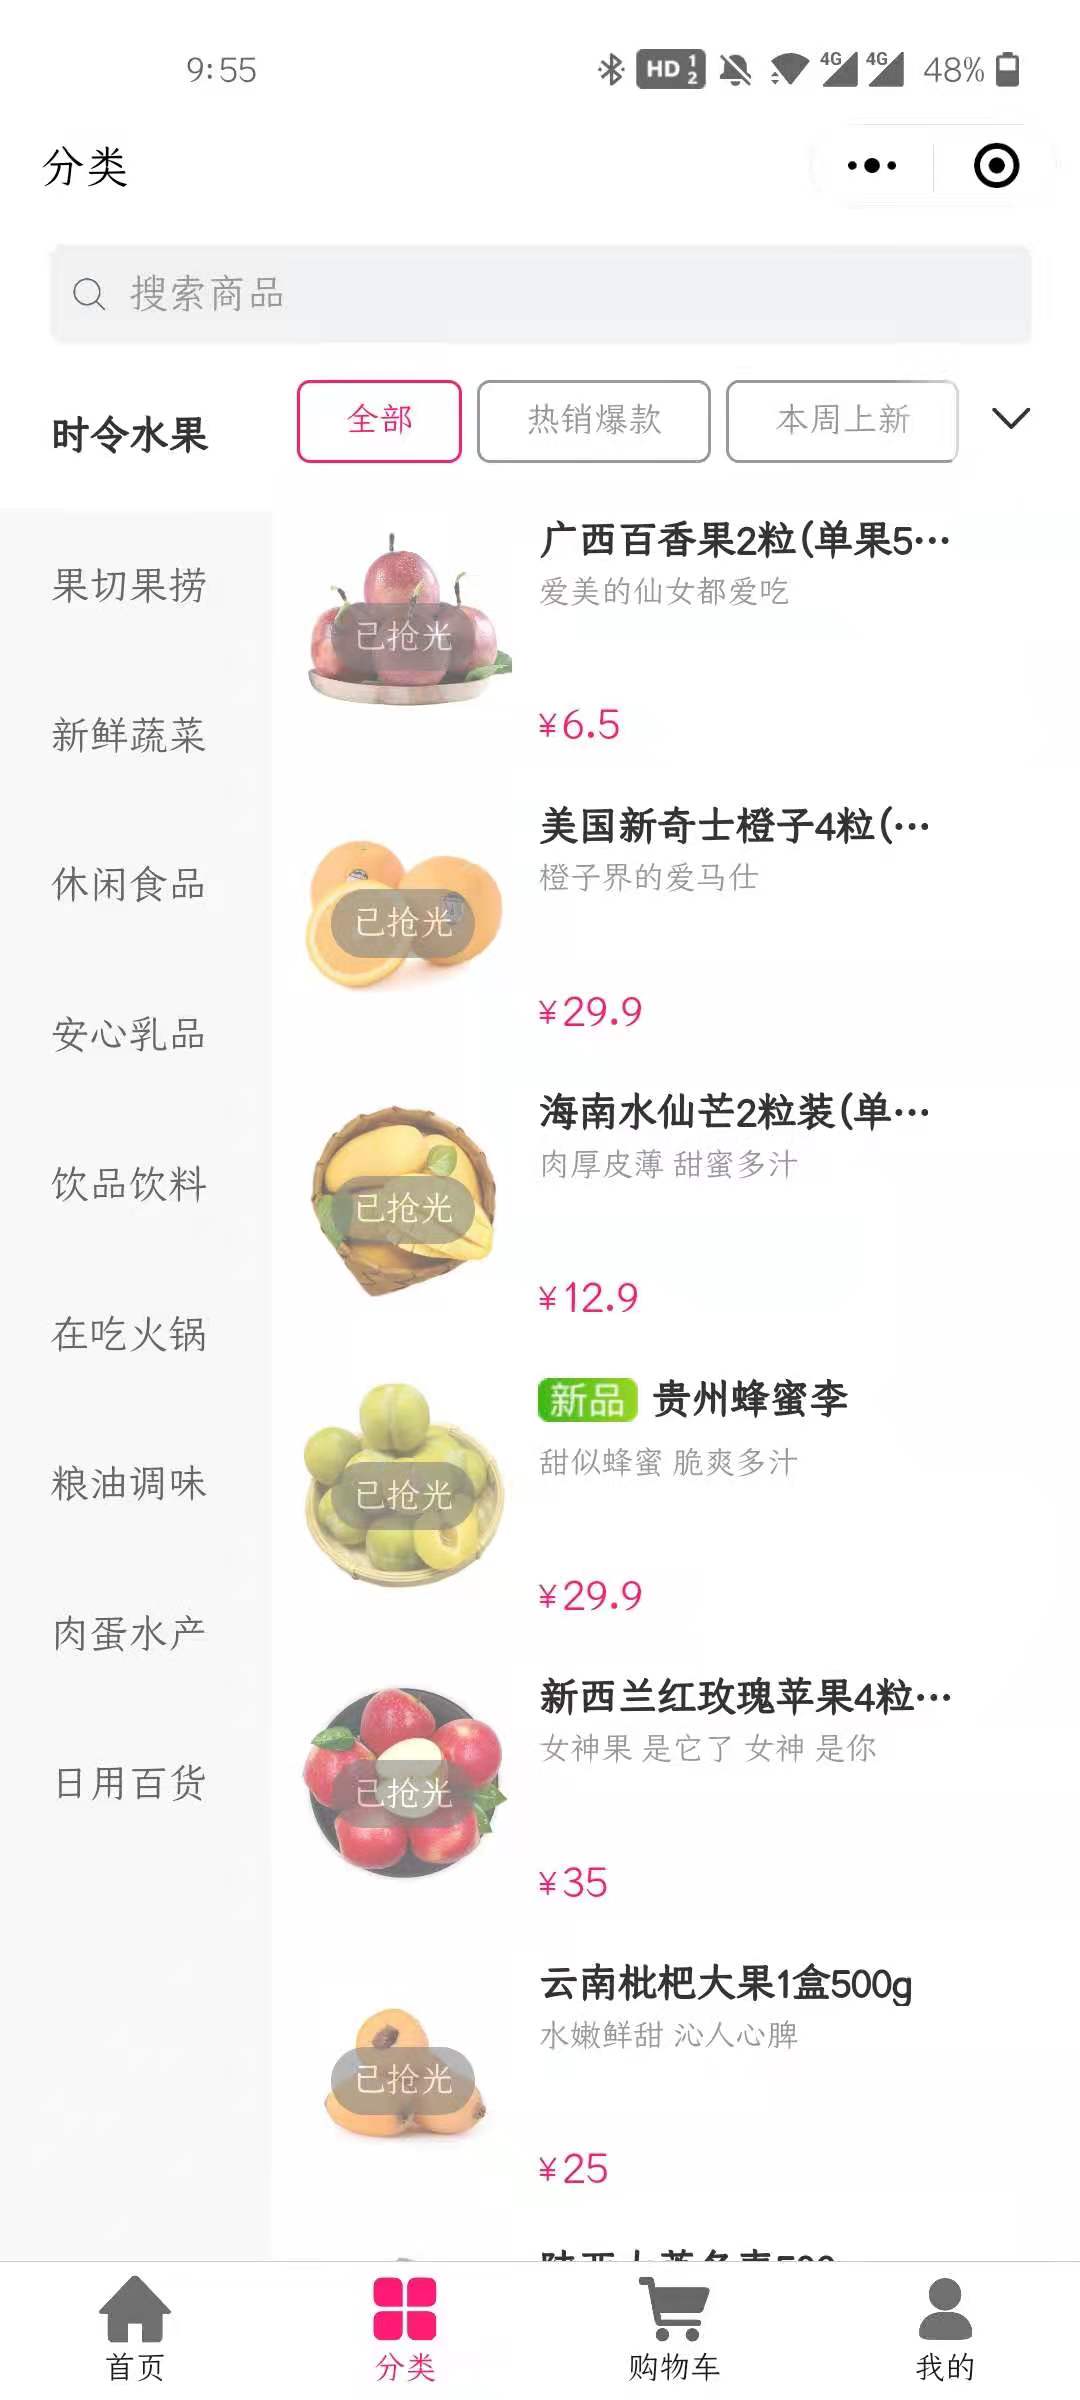 9:55
HD 1 2
4G
4G
48%
分类
搜索商品
时令水果
全部
热销爆款
本周上新
果切果捞
新鲜蔬菜
休闲食品
安心乳品
饮品饮料
在吃火锅
粮油调味
肉蛋水产
日用百货
已抢光
广西百香果2粒(单果5…
爱美的仙女都爱吃
¥6.5
已抢光
美国新奇士橙子4粒(…
橙子界的爱马仕
¥29.9
已抢光
海南水仙芒2粒装(单…
肉厚皮薄 甜蜜多汁
¥12.9
已抢光
新品 贵州蜂蜜李
甜似蜂蜜 脆爽多汁
¥29.9
已抢光
新西兰红玫瑰苹果4粒…
女神果 是它了 女神 是你
¥35
已抢光
云南枇杷大果1盒500g
水嫩鲜甜 沁人心脾
¥25
首页
分类
购物车
我的